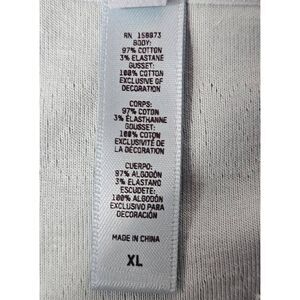 RN 158873
BODY:
97% COTTON
3% ELASTANE
GUSSET:
100% COTTON
EXCLUSIVE OF
DECORATION
CORPS:
97% COTON
3% ÉLASTHANNE
GOUSSET:
100% COTON
EXCLUSIVITÉ DE
LA DÉCORATION
CUERPO:
97% ALGODÓN
3% ELASTANO
ESCUDETE:
100% ALGODÓN
EXCLUSIVO PARA
DECORACIÓN
MADE IN CHINA
XL